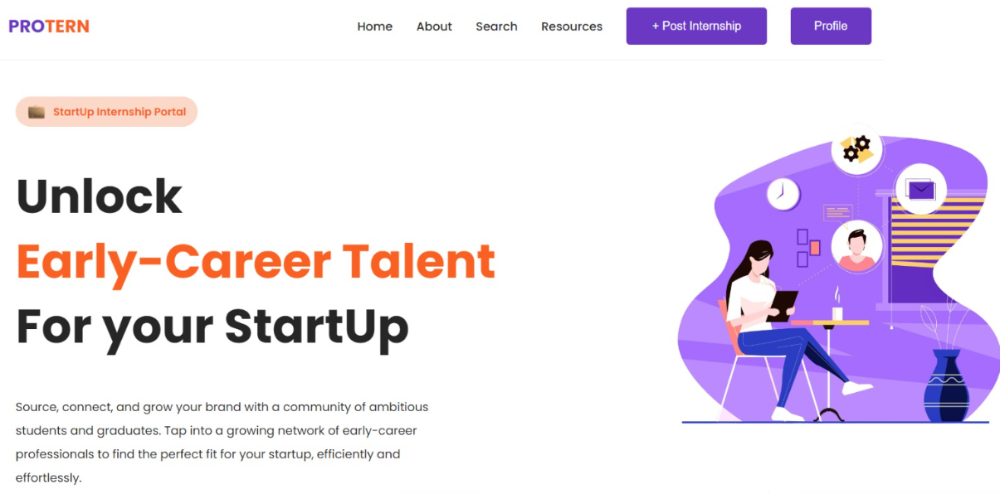 PROTERN
Home About Search Resources + Post Internship Profile
StartUp Internship Portal
Unlock
Early-Career Talent
For your StartUp
Source, connect, and grow your brand with a community of ambitious
students and graduates. Tap into a growing network of early-career
professionals to find the perfect fit for your startup, efficiently and
effortlessly.